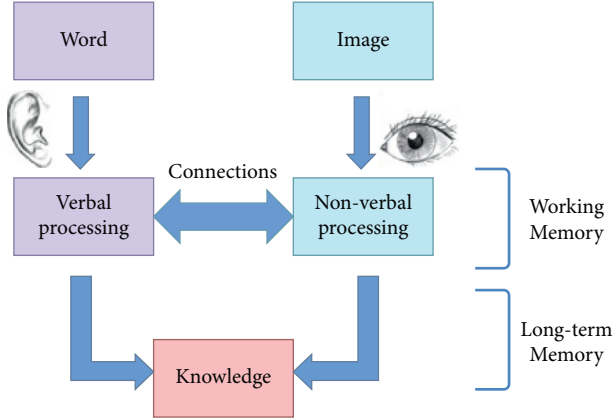 Word
Image
Connections
Verbal
processing
Non-verbal
processing
Working
Memory
Long-term
Memory
Knowledge